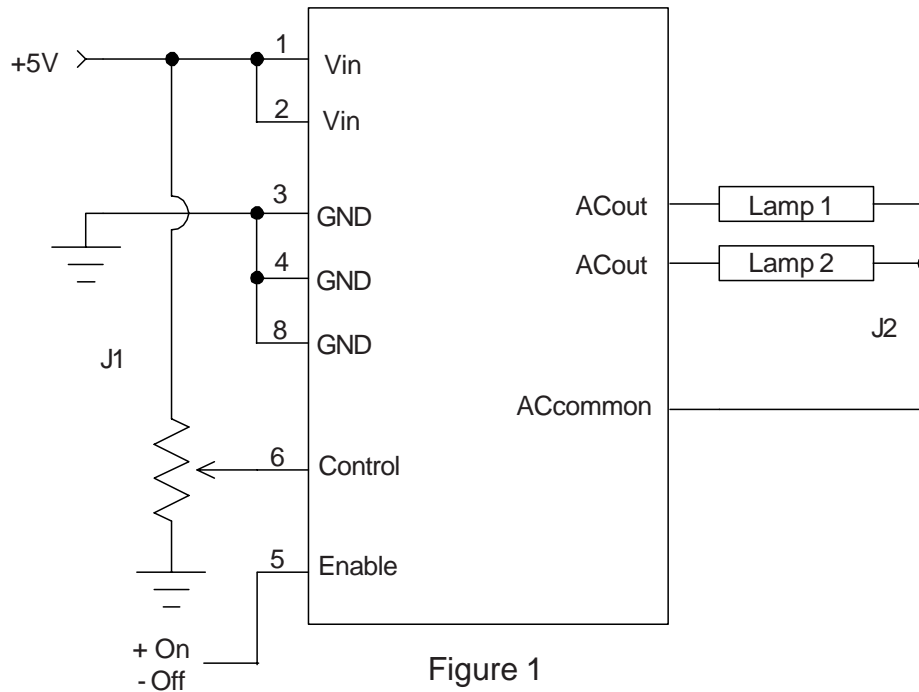 +5V
1
Vin
2
Vin
3
GND
4
GND
8
GND
J1
6
Control
5
Enable
+ On
- Off
ACout
Lamp 1
ACout
Lamp 2
J2
ACcommon
Figure 1